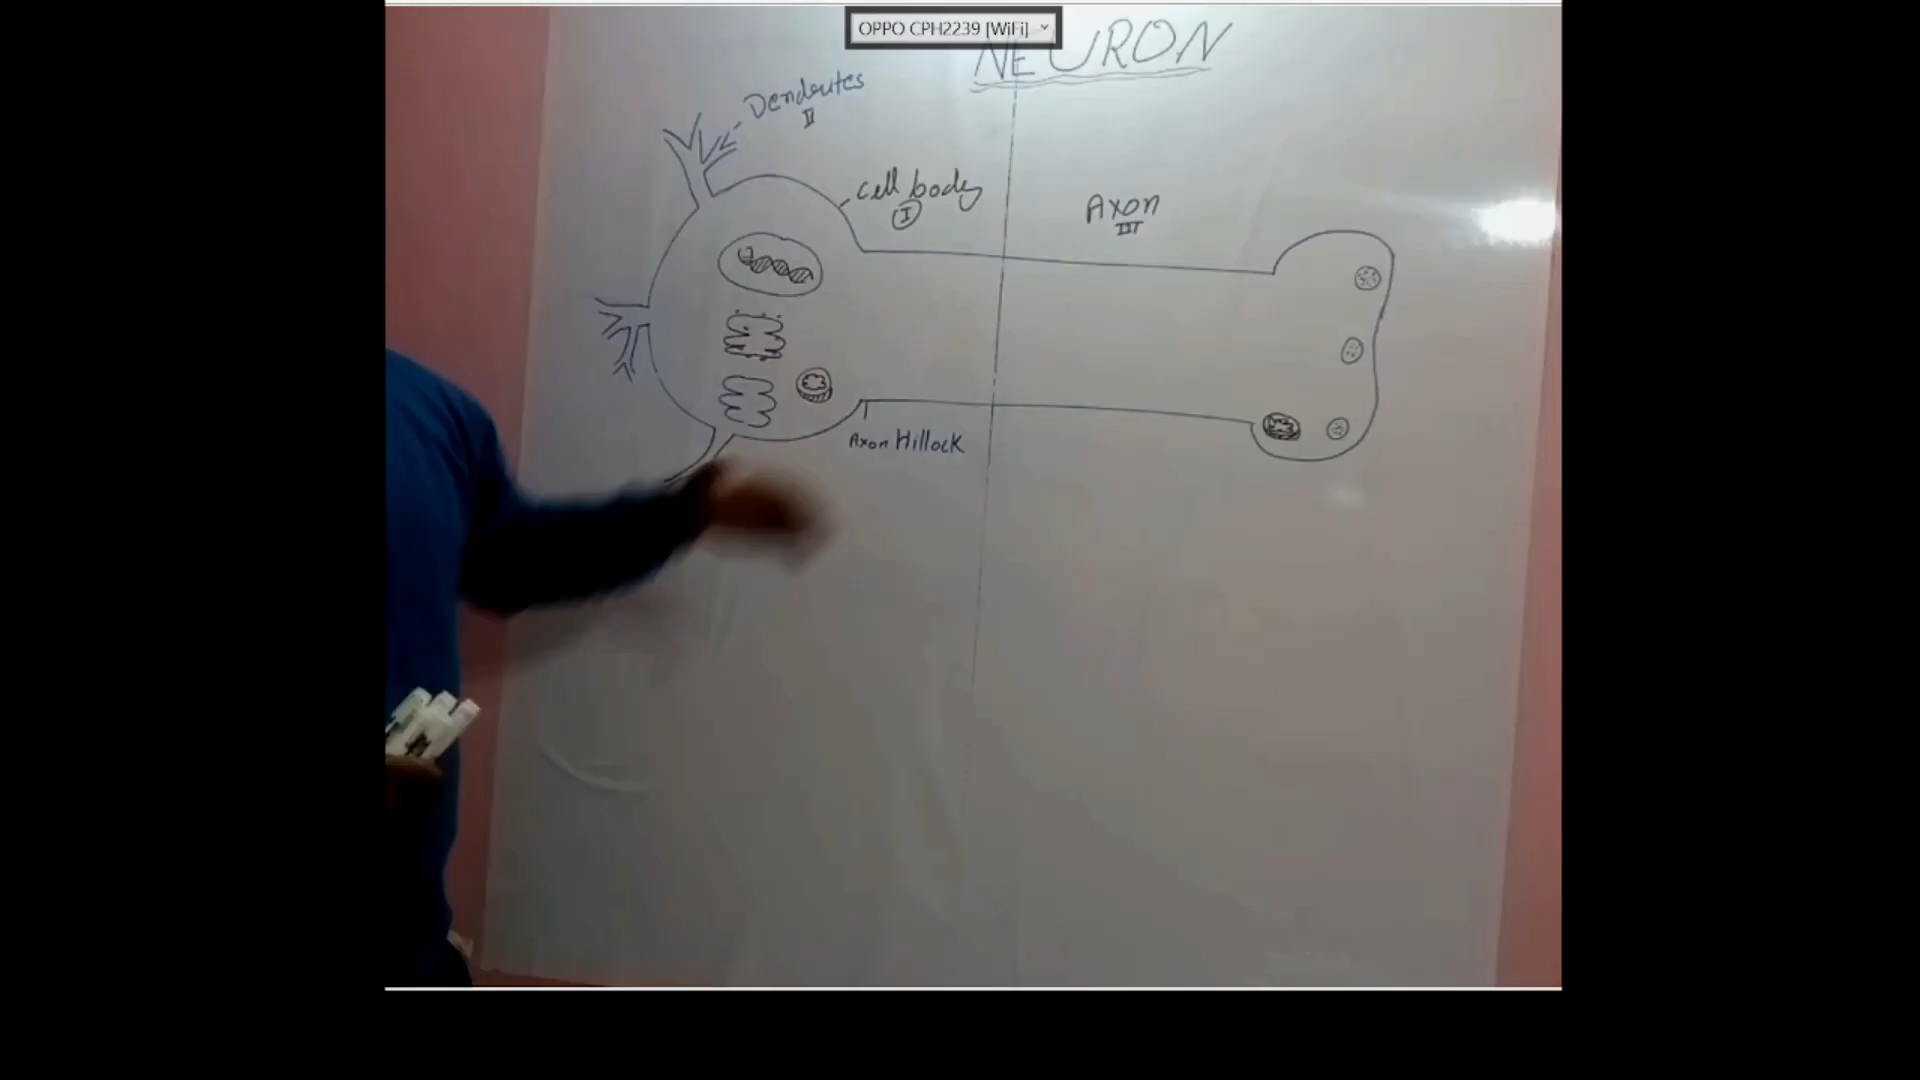 OPPO CPH2239 [WiFi]
NEURON
Dendrites
II
Cell body
I
Axon
III
Axon Hillock